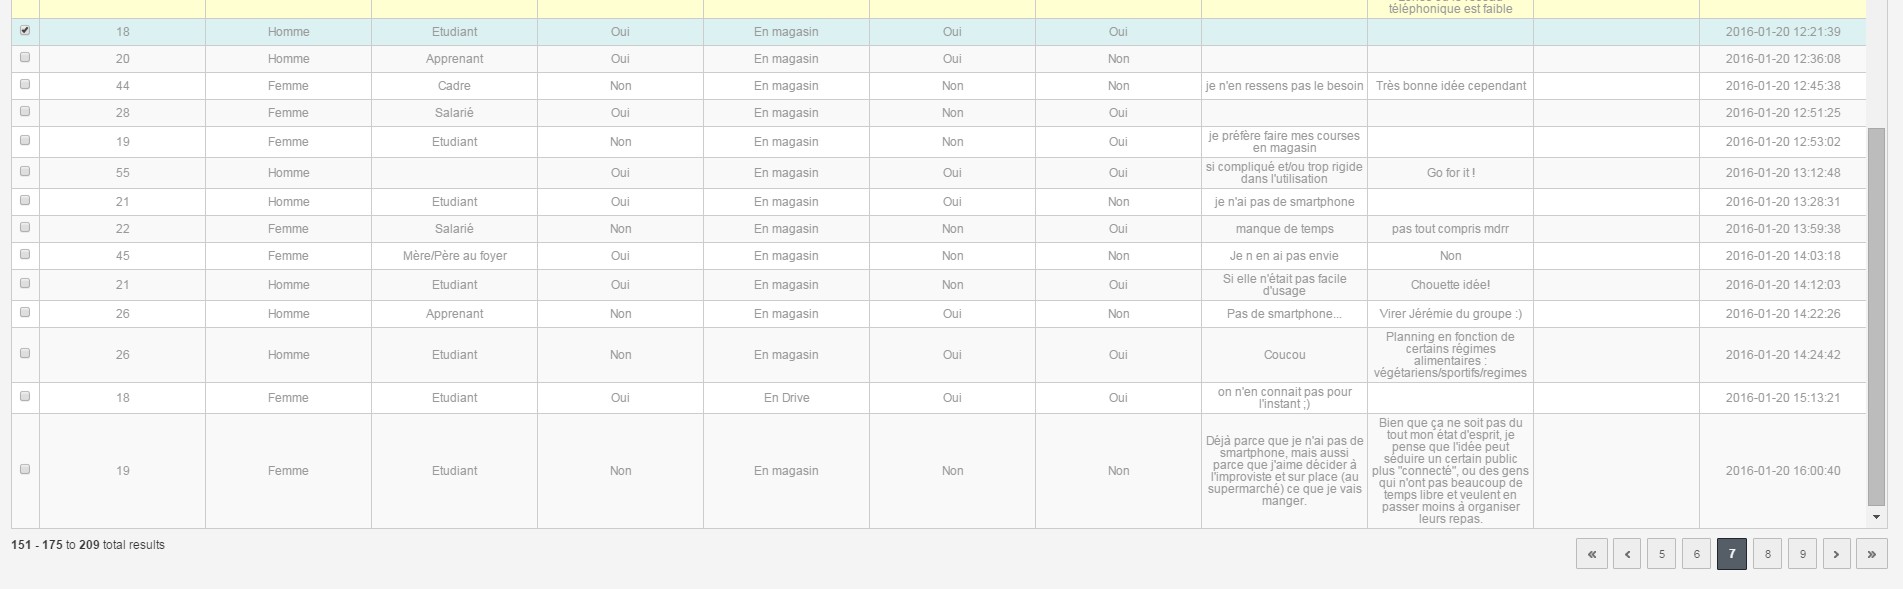 téléphonique est faible
18 Homme Etudiant Oui En magasin Oui Oui 2016-01-20 12:21:39
20 Homme Apprenant Oui En magasin Oui Non 2016-01-20 12:36:08
44 Femme Cadre Non En magasin Non Non je n'en ressens pas le besoin Très bonne idée cependant 2016-01-20 12:45:38
28 Femme Salarié Oui En magasin Non Oui 2016-01-20 12:51:25
19 Femme Etudiant Non En magasin Non Oui je préfère faire mes courses
en magasin 2016-01-20 12:53:02
55 Homme Oui En magasin Oui Oui si compliqué et/ou trop rigide
dans l'utilisation Go for it ! 2016-01-20 13:12:48
21 Homme Etudiant Oui En magasin Oui Non je n'ai pas de smartphone 2016-01-20 13:28:31
22 Femme Salarié Non En magasin Non Oui manque de temps pas tout compris mdrr 2016-01-20 13:59:38
45 Femme Mère/Père au foyer Oui En magasin Non Non Je n en ai pas envie Non 2016-01-20 14:03:18
21 Homme Etudiant Oui En magasin Non Oui Si elle n'était pas facile
d'usage Chouette idée! 2016-01-20 14:12:03
26 Homme Apprenant Non En magasin Oui Non Pas de smartphone... Virer Jérémie du groupe :) 2016-01-20 14:22:26
26 Homme Etudiant Non En magasin Oui Oui Coucou Planning en fonction de
certains régimes
alimentaires :
végétariens/sportifs/regimes 2016-01-20 14:24:42
18 Femme Etudiant Oui En Drive Oui Oui on n'en connait pas pour
l'instant ;) 2016-01-20 15:13:21
19 Femme Etudiant Non En magasin Non Non Déjà parce que je n'ai pas de
smartphone, mais aussi
parce que j'aime décider à
l'improviste et sur place (au
supermarché) ce que je vais
manger. Bien que ça ne soit pas du
tout mon état d'esprit, je
pense que l'idée peut
séduire un certain public
plus "connecté", ou des gens
qui n'ont pas beaucoup de
temps libre et veulent en
passer moins à organiser
leurs repas. 2016-01-20 16:00:40
151 - 175 to 209 total results
« ‹ 5 6 7 8 9 › »